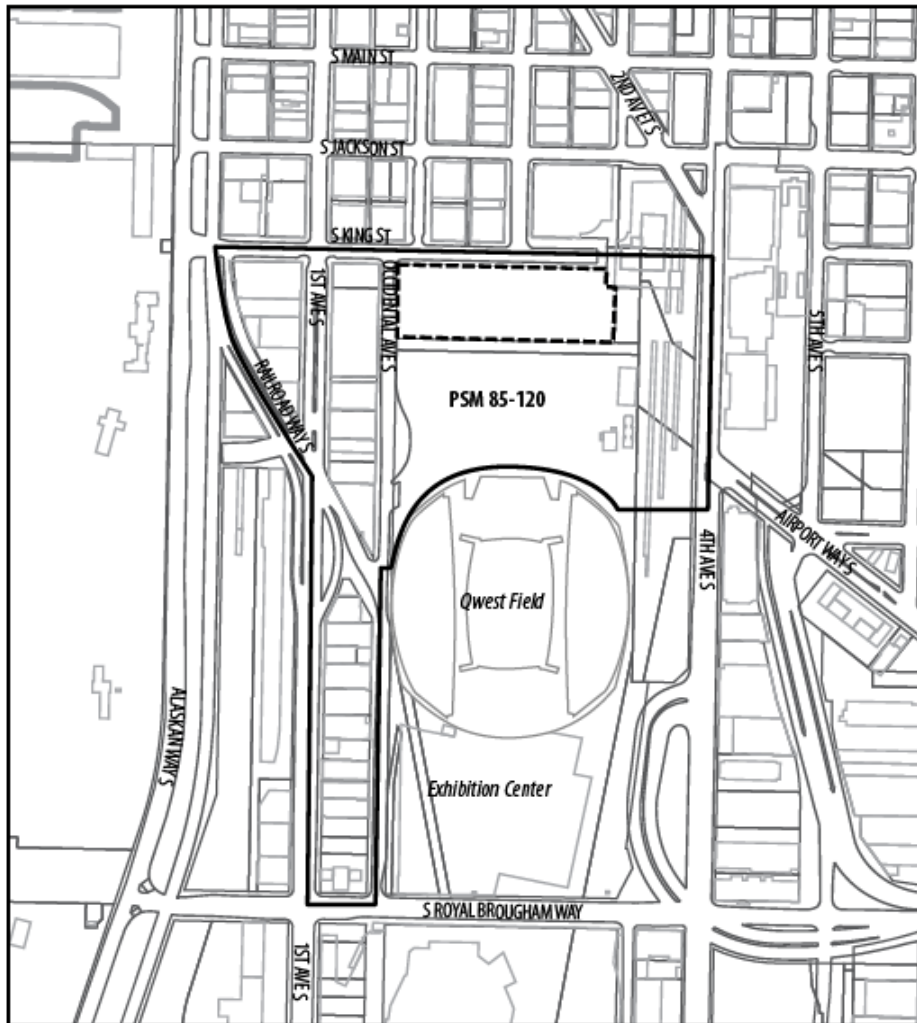 S MAIN ST
2ND AVE ET S
S JACKSON ST
S KING ST
1ST AVE S
OCCIDENTAL AVE S
5TH AVE S
RAILROAD WAY S
PSM 85-120
AIRPORT WAY S
4TH AVE S
Qwest Field
ALASKAN WAY S
Exhibition Center
S ROYAL BROUGHAM WAY
1ST AVE S